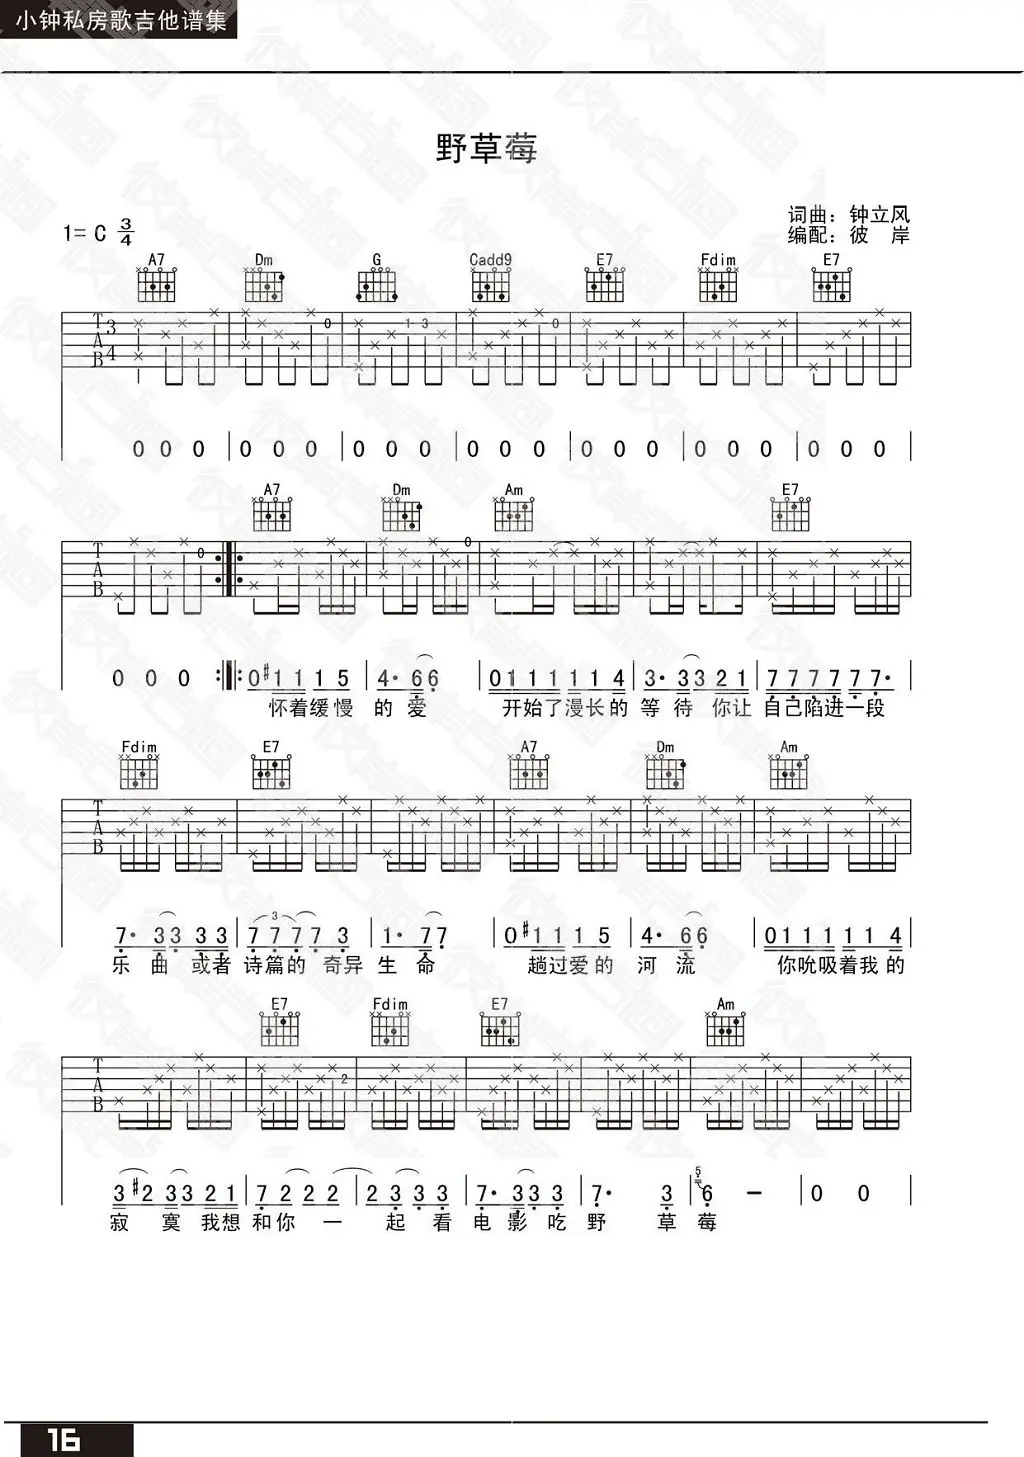 小钟私房歌吉他谱集
野草莓
词曲：钟立风
1= C 3/4
编配：彼 岸
A7 Dm G Cadd9 E7 Fdim E7
T A B 3 4 0 1 3 0
0 0 0 0 0 0 0 0 0 0 0 0 0 0 0 0 0 0 0 0 0
A7 Dm Am E7
T A B 0 0
0 0 0 0 #1 1 1 5 4· 6 6 0 1 1 1 1 1 4 3· 3 3 2 1 7 7 7 7 7 7·
怀着缓慢 的 爱 开始了漫长的 等 待 你让 自己陷进一段
Fdim E7 A7 Dm Am
T A B
7· 3 3 3 3 7 7 7 7 3 1· 7 7 0 #1 1 1 5 4· 6 6 0 1 1 1 1 1 4
3
乐 曲 或者 诗篇的 奇异 生 命 趟过爱的 河 流 你吮吸着我的
E7 Fdim E7 Am
T A B 2
3 #2 3 3 2 1 7 2 2 2 2 3 3 3 7· 3 3 3 7· 3 5 6 — 0 0
寂 寞 我想 和你 一 起 看 电 影 吃 野 草 莓
16